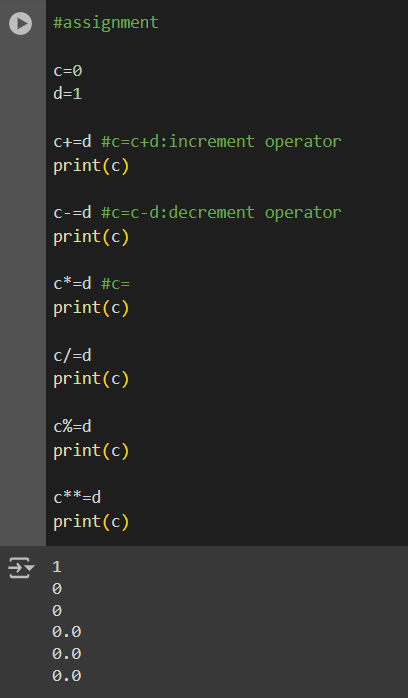 #assignment
c=0
d=1
c+=d #c=c+d:increment operator
print(c)
c-=d #c=c-d:decrement operator
print(c)
c*=d #c=
print(c)
c/=d
print(c)
c%=d
print(c)
c**=d
print(c)
1
0
0
0.0
0.0
0.0